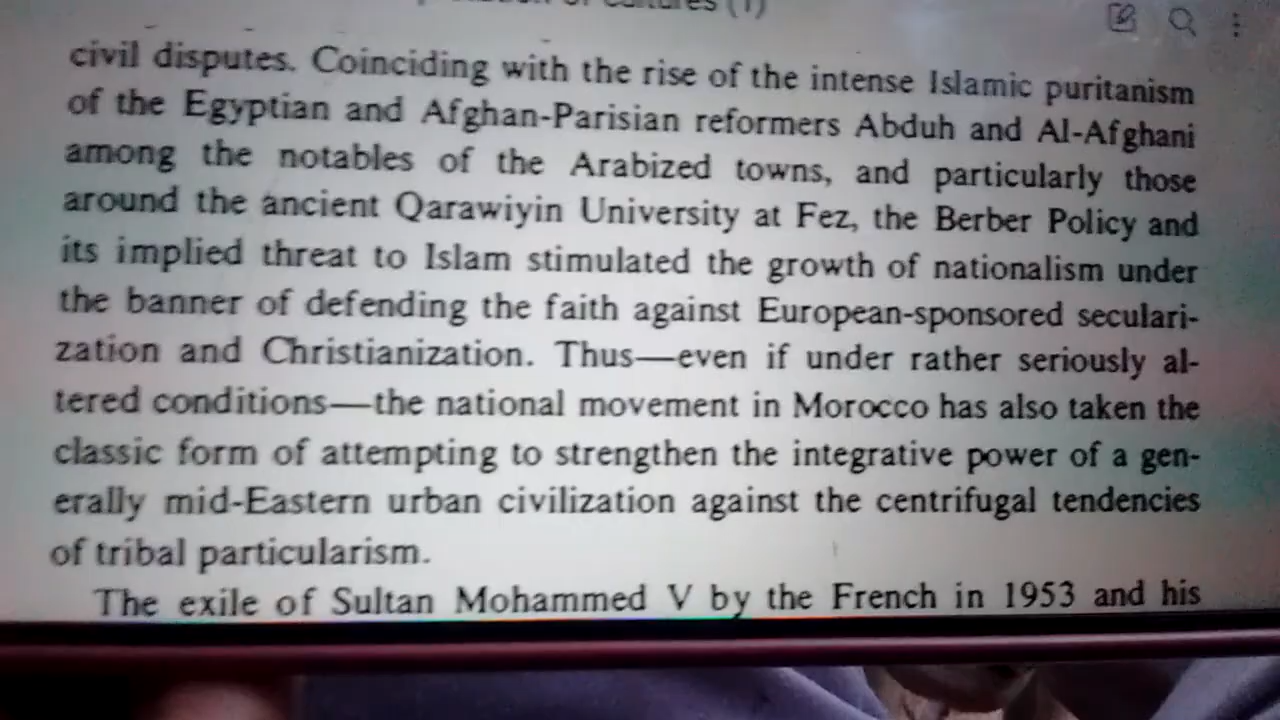 of Cultures (1)
civil disputes. Coinciding with the rise of the intense Islamic puritanism
of the Egyptian and Afghan-Parisian reformers Abduh and Al-Afghani
among the notables of the Arabized towns, and particularly those
around the ancient Qarawiyin University at Fez, the Berber Policy and
its implied threat to Islam stimulated the growth of nationalism under
the banner of defending the faith against European-sponsored seculari-
zation and Christianization. Thus—even if under rather seriously al-
tered conditions—the national movement in Morocco has also taken the
classic form of attempting to strengthen the integrative power of a gen-
erally mid-Eastern urban civilization against the centrifugal tendencies
of tribal particularism.
The exile of Sultan Mohammed V by the French in 1953 and his